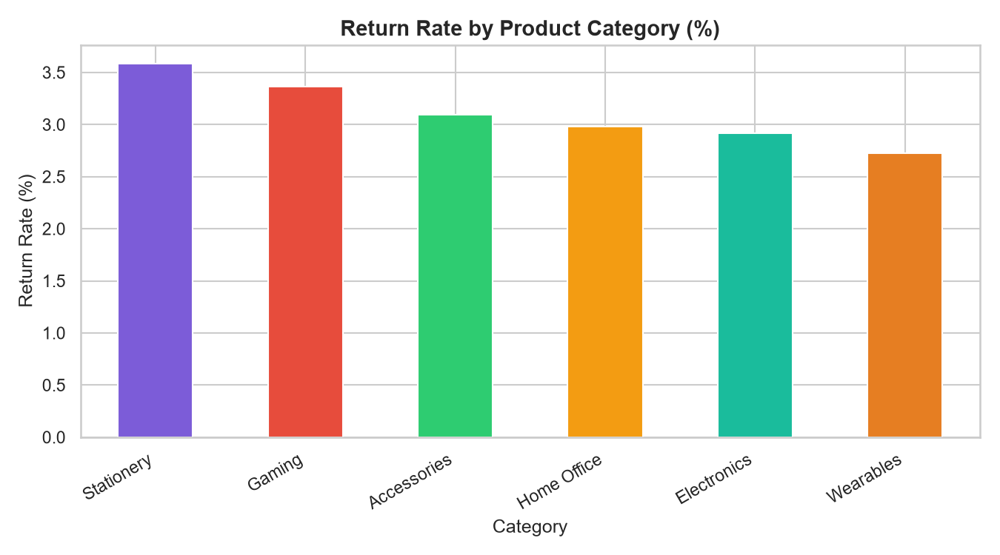 Return Rate by Product Category (%)
Return Rate (%)
3.5
3.0
2.5
2.0
1.5
1.0
0.5
0.0
Stationery
Gaming
Accessories
Home Office
Electronics
Wearables
Category